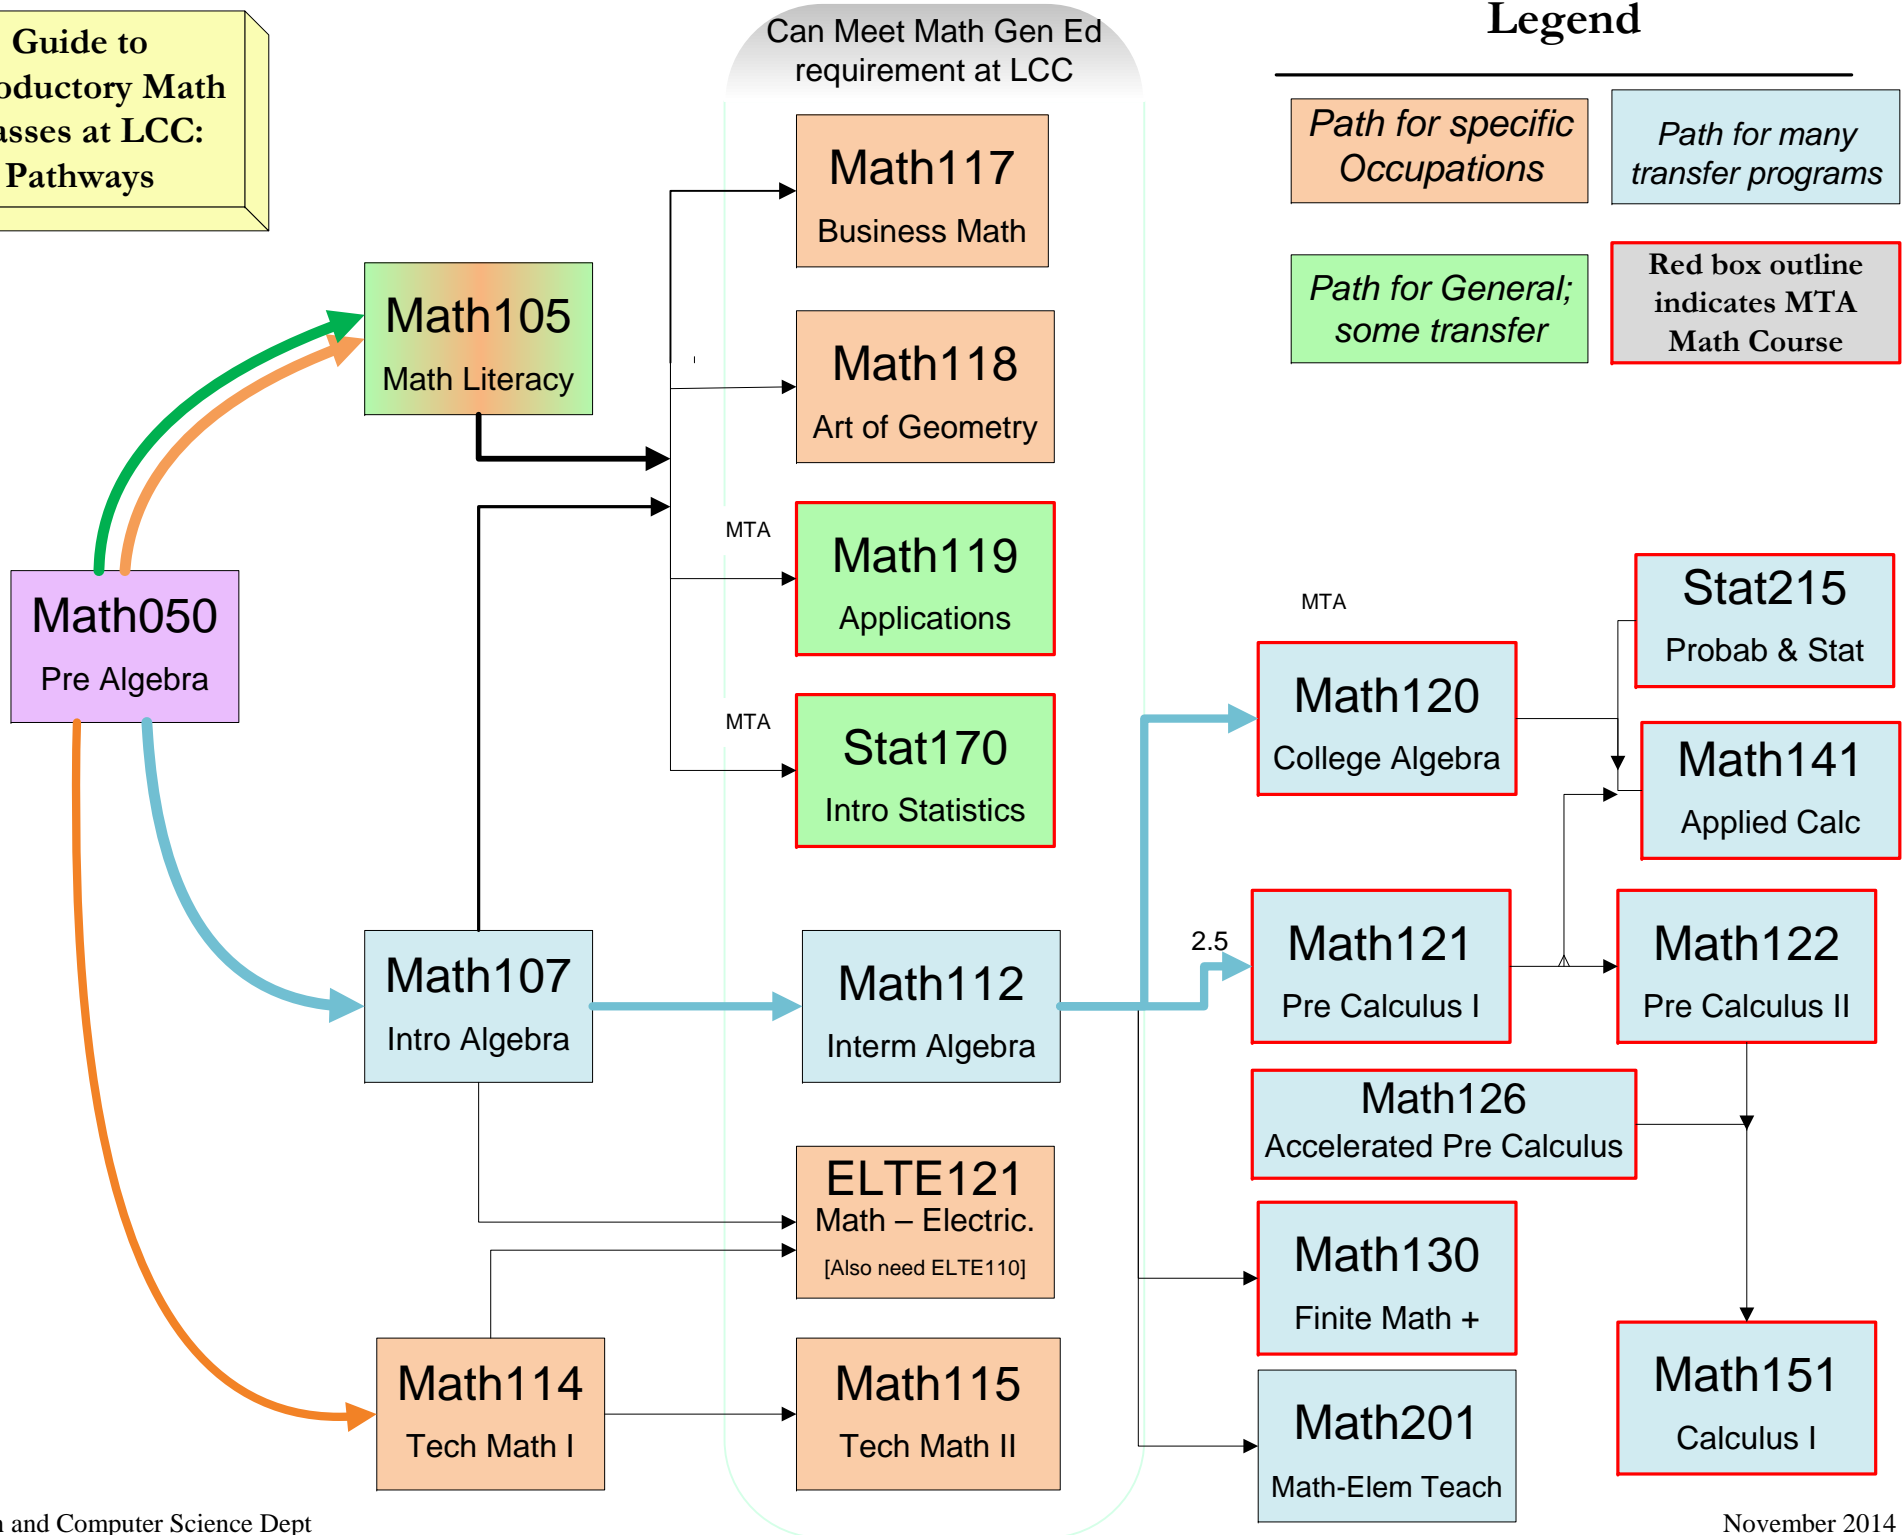 Guide to
oductory Math
asses at LCC:
Pathways
Can Meet Math Gen Ed
requirement at LCC
Legend
Path for specific
Occupations
Path for many
transfer programs
Path for General;
some transfer
Red box outline
indicates MTA
Math Course
Math117
Business Math
Math105
Math Literacy
Math118
Art of Geometry
MTA
Math119
Applications
MTA
Stat170
Intro Statistics
Math050
Pre Algebra
MTA
Math120
College Algebra
Stat215
Probab & Stat
Math141
Applied Calc
Math107
Intro Algebra
Math112
Interm Algebra
2.5
Math121
Pre Calculus I
Math122
Pre Calculus II
Math126
Accelerated Pre Calculus
ELTE121
Math – Electric.
[Also need ELTE110]
Math130
Finite Math +
Math114
Tech Math I
Math115
Tech Math II
Math201
Math-Elem Teach
Math151
Calculus I
and Computer Science Dept
November 2014